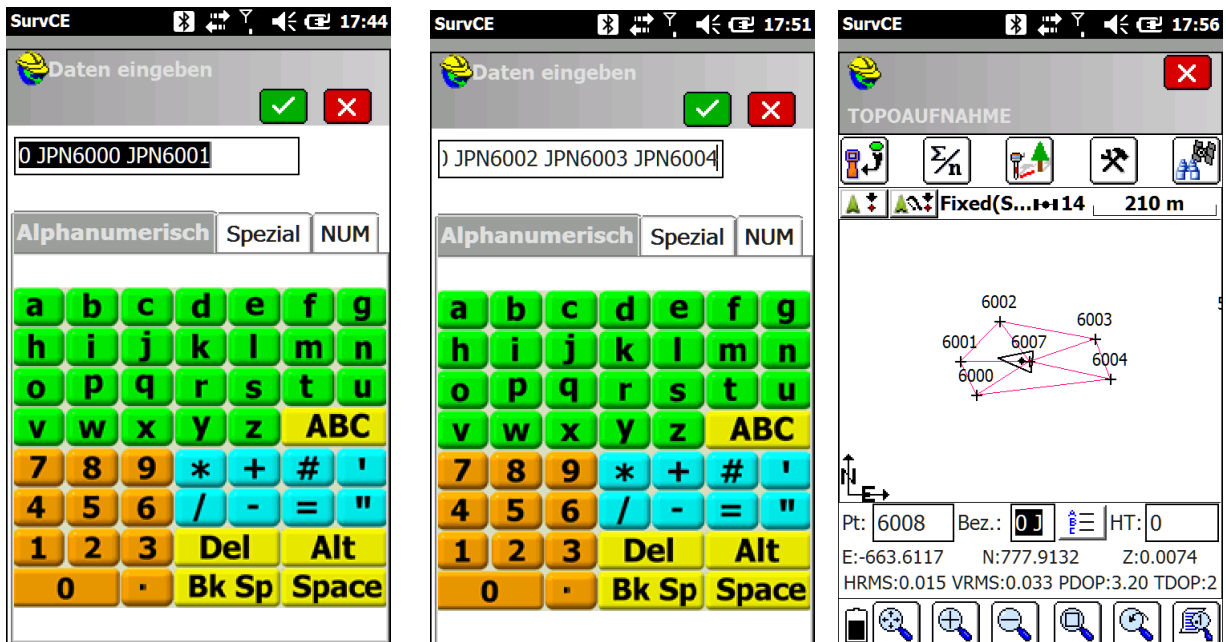 SurvCE 17:44
Daten eingeben
0 JPN6000 JPN6001
Alphanumerisch Spezial NUM
a b c d e f g
h i j k l m n
o p q r s t u
v w x y z ABC
7 8 9 * + # '
4 5 6 / - = "
1 2 3 Del Alt
0 . Bk Sp Space
SurvCE 17:51
Daten eingeben
) JPN6002 JPN6003 JPN6004
Alphanumerisch Spezial NUM
a b c d e f g
h i j k l m n
o p q r s t u
v w x y z ABC
7 8 9 * + # '
4 5 6 / - = "
1 2 3 Del Alt
0 . Bk Sp Space
SurvCE 17:56
TOPOAUFNAHME
Σ/n
Fixed(S... 14 210 m
6002
6003
6001 6007
6004
6000
N
E
Pt: 6008 Bez.: 0 J HT: 0
E:-663.6117 N:777.9132 Z:0.0074
HRMS:0.015 VRMS:0.033 PDOP:3.20 TDOP:2